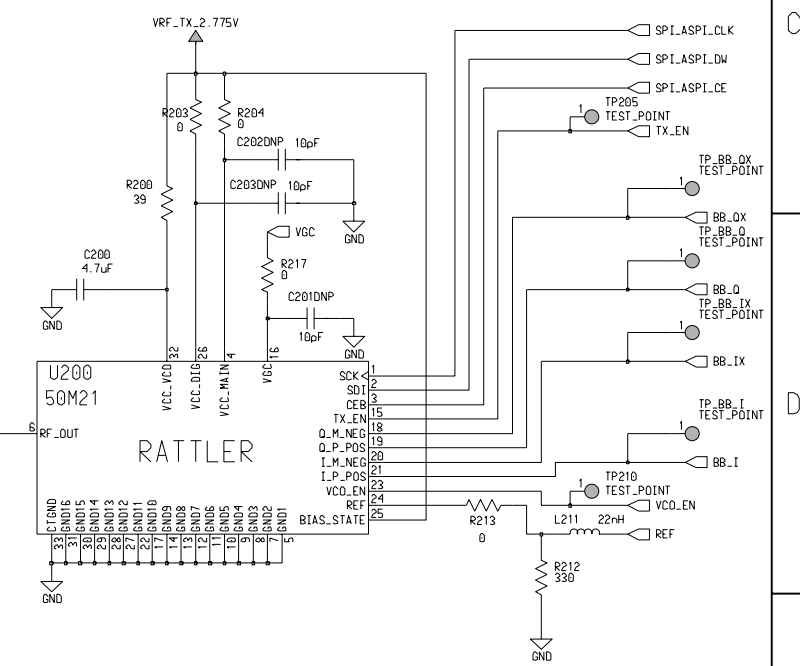 VRF_TX_2.775V
C
SPI_ASPI_CLK
SPI_ASPI_DW
SPI_ASPI_CE
TP205
1 TEST_POINT
TX_EN
R203
0
R204
0
C202DNP 10pF
C203DNP 10pF
GND
R200
39
VGC
TP_BB_QX
TEST_POINT
1
BB_QX
TP_BB_Q
TEST_POINT
1
BB_Q
TP_BB_IX
TEST_POINT
1
BB_IX
TP_BB_I
TEST_POINT
1
BB_I
D
C200
4.7uF
GND
R217
0
C201DNP
10pF
GND
32
26
4
16
VCC_VCO
VCC_DIG
VCC_MAIN
VGC
U200
50M21
RATTLER
6
RF_OUT
SCK 1
SDI 2
CEB 3
TX_EN 15
Q_M_NEG 18
Q_P_POS 19
I_M_NEG 20
I_P_POS 21
VCO_EN 23
REF 24
BIAS_STATE 25
TP210
1 TEST_POINT
VCO_EN
R213
0
L211 22nH
REF
R212
330
GND
CTGND
GND16
GND15
GND14
GND13
GND12
GND11
GND10
GND9
GND8
GND7
GND6
GND5
GND4
GND3
GND2
GND1
33
31
30
29
28
27
22
17
14
13
12
11
10
9
8
7
5
GND